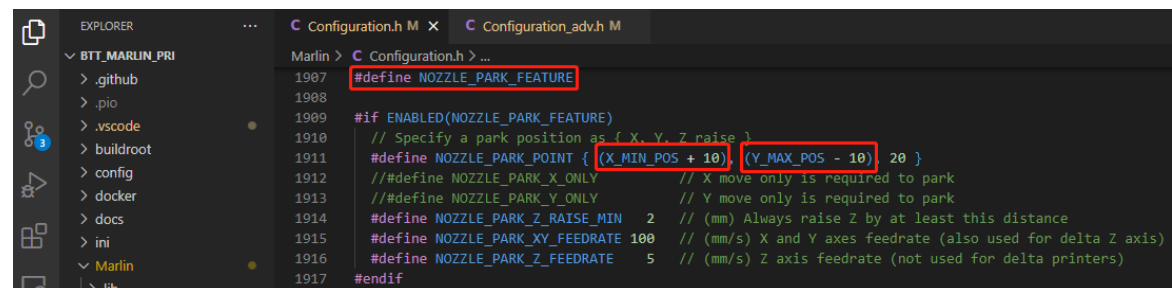 EXPLORER
BTT_MARLIN_PRI
.github
.pio
.vscode
buildroot
config
docker
docs
ini
Marlin
3
C Configuration.h M ×
C Configuration_adv.h M
Marlin > C Configuration.h > ...
1907 #define NOZZLE_PARK_FEATURE
1908
1909 #if ENABLED(NOZZLE_PARK_FEATURE)
1910 // Specify a park position as { X, Y, Z_raise }
1911 #define NOZZLE_PARK_POINT { (X_MIN_POS + 10), (Y_MAX_POS - 10), 20 }
1912 //#define NOZZLE_PARK_X_ONLY // X move only is required to park
1913 //#define NOZZLE_PARK_Y_ONLY // Y move only is required to park
1914 #define NOZZLE_PARK_Z_RAISE_MIN 2 // (mm) Always raise Z by at least this distance
1915 #define NOZZLE_PARK_XY_FEEDRATE 100 // (mm/s) X and Y axes feedrate (also used for delta Z axis)
1916 #define NOZZLE_PARK_Z_FEEDRATE 5 // (mm/s) Z axis feedrate (not used for delta printers)
1917 #endif